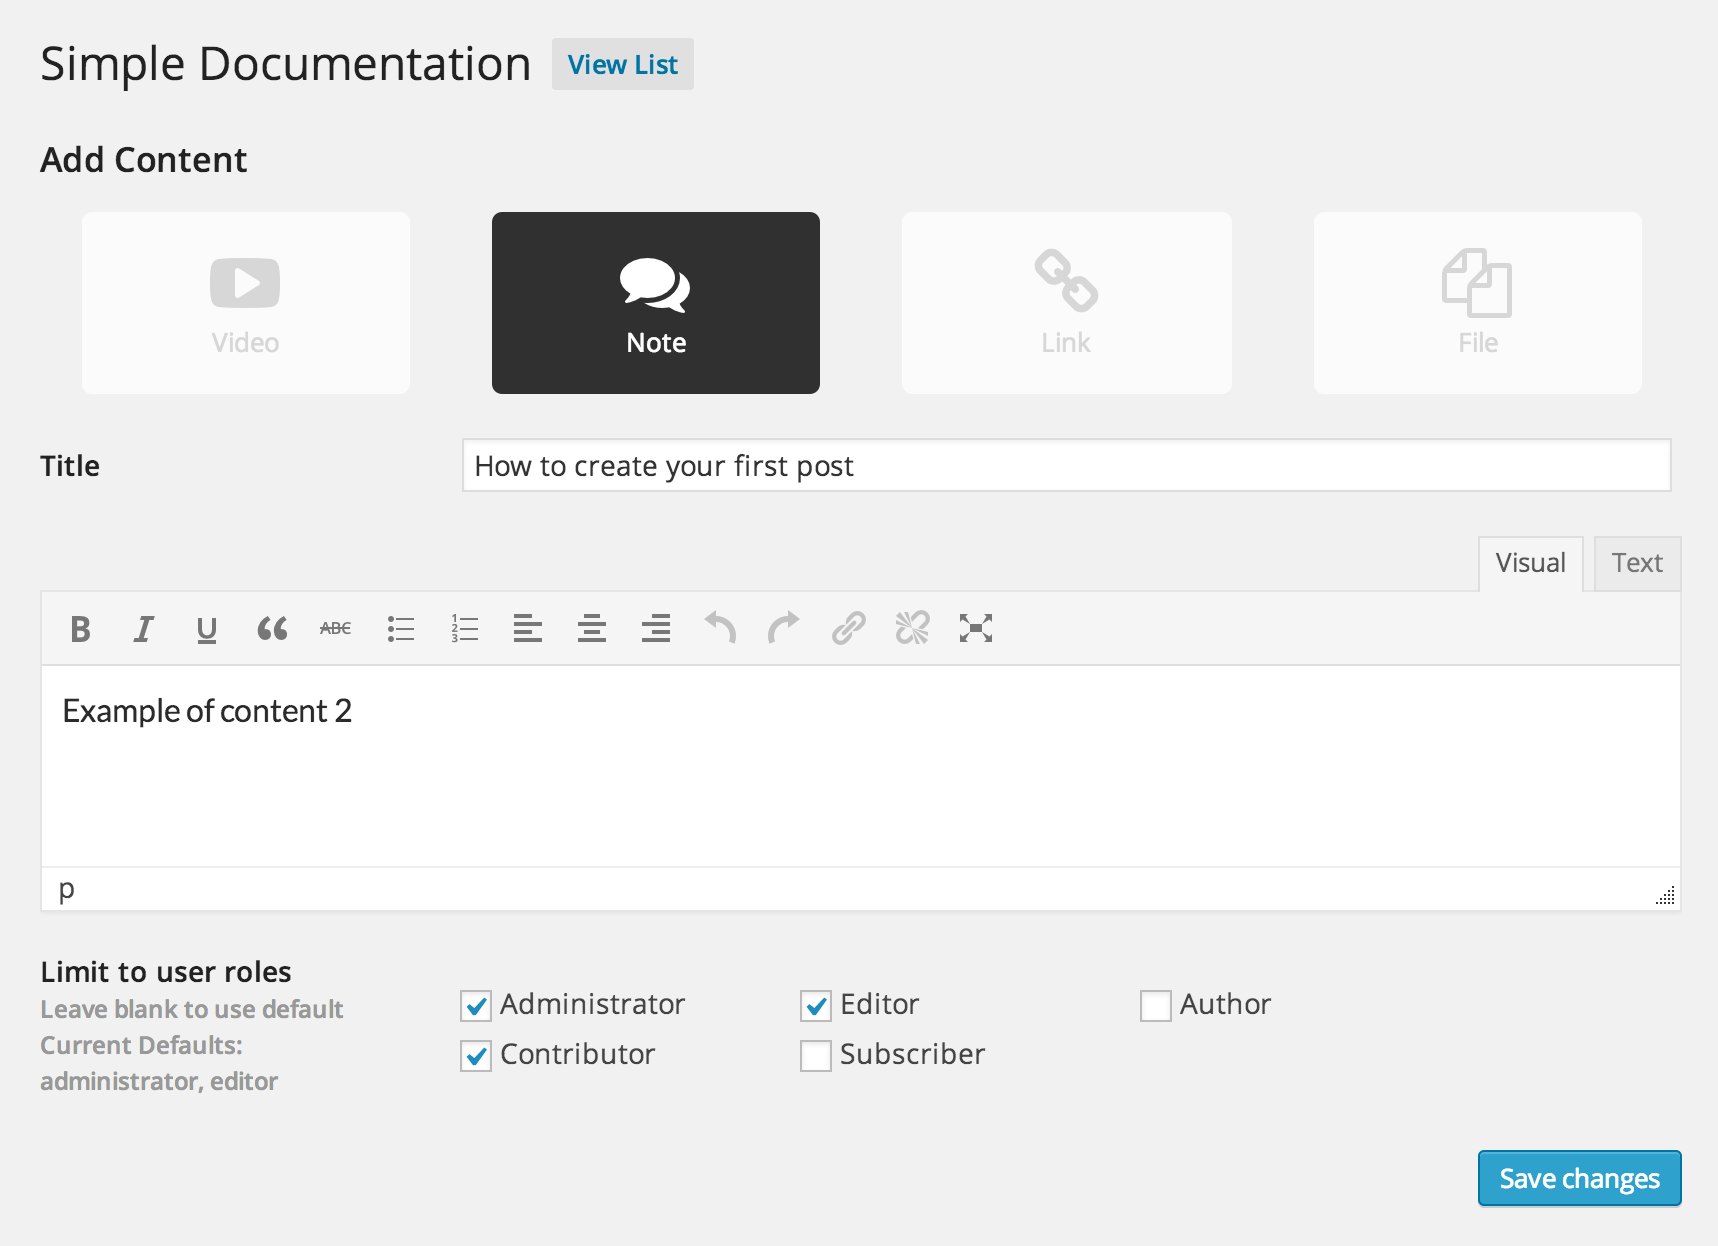 Simple Documentation View List
Add Content
Video Note Link File
Title How to create your first post
Visual Text
B I U ABC
Example of content 2
p
Limit to user roles
Leave blank to use default
Current Defaults:
administrator, editor
Administrator Editor Author
Contributor Subscriber
Save changes